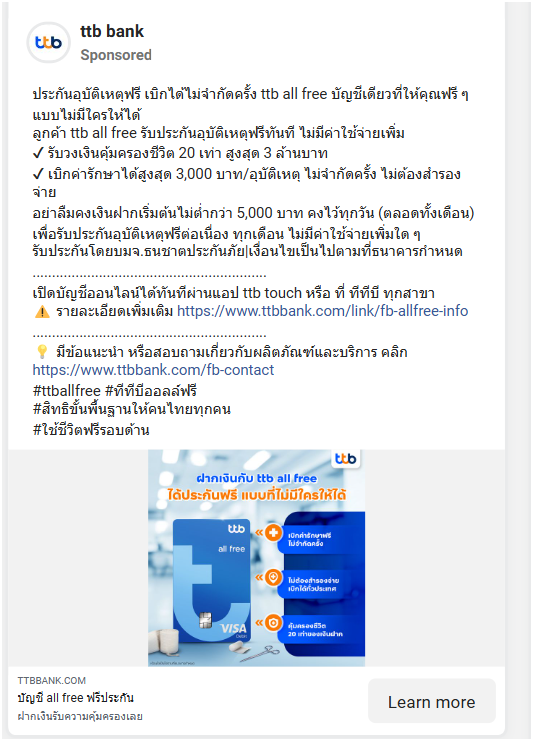 ttb
ttb bank
Sponsored
ประกันอุบัติเหตุฟรี เบิกได้ไม่จำกัดครั้ง ttb all free บัญชีเดียวที่ให้คุณฟรี ๆ
แบบไม่มีใครให้ได้
ลูกค้า ttb all free รับประกันอุบัติเหตุฟรีทันที ไม่มีค่าใช้จ่ายเพิ่ม
✓ รับวงเงินคุ้มครองชีวิต 20 เท่า สูงสุด 3 ล้านบาท
✓ เบิกค่ารักษาได้สูงสุด 3,000 บาท/อุบัติเหตุ ไม่จำกัดครั้ง ไม่ต้องสำรอง
จ่าย
อย่าลืมคงเงินฝากเริ่มต้นไม่ต่ำกว่า 5,000 บาท คงไว้ทุกวัน (ตลอดทั้งเดือน)
เพื่อรับประกันอุบัติเหตุฟรีต่อเนื่อง ทุกเดือน ไม่มีค่าใช้จ่ายเพิ่มใด ๆ
รับประกันโดยบมจ.ธนชาตประกันภัย|เงื่อนไขเป็นไปตามที่ธนาคารกำหนด
............................................................
เปิดบัญชีออนไลน์ได้ทันทีผ่านแอป ttb touch หรือ ที่ ทีทีบี ทุกสาขา
⚠️ รายละเอียดเพิ่มเติม https://www.ttbbank.com/link/fb-allfree-info
............................................................
💡 มีข้อแนะนำ หรือสอบถามเกี่ยวกับผลิตภัณฑ์และบริการ คลิก
https://www.ttbbank.com/fb-contact
#ttballfree #ทีทีบีออลล์ฟรี
#สิทธิขั้นพื้นฐานให้คนไทยทุกคน
#ใช้ชีวิตฟรีรอบด้าน
ttb
ฝากเงินกับ ttb all free
ได้ประกันฟรี แบบที่ไม่มีใครให้ได้
ttb
all free
VISA
Debit
เบิกค่ารักษาฟรี
ไม่จำกัดครั้ง
ไม่ต้องสำรองจ่าย
เบิกได้ทั่วประเทศ
คุ้มครองชีวิต
20 เท่าของเงินฝาก
TTBBANK.COM
บัญชี all free ฟรีประกัน
ฝากเงินรับความคุ้มครองเลย
Learn more